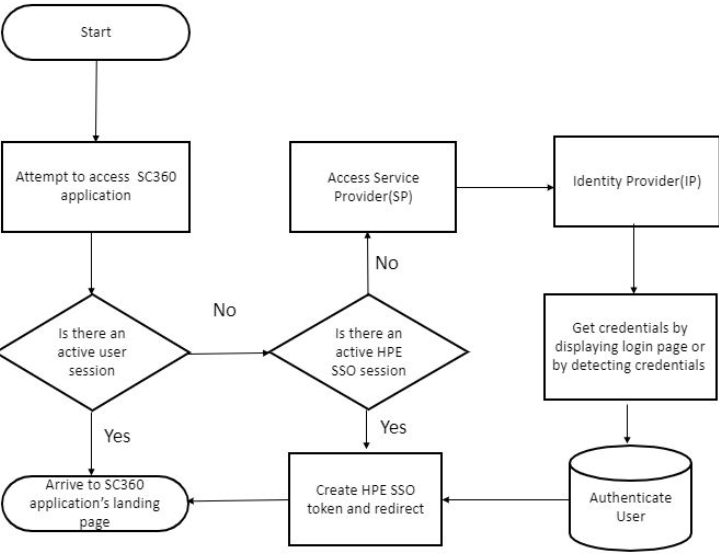 Start
Attempt to access SC360
application
Access Service
Provider(SP)
Identity Provider(IP)
No
No
Is there an
active user
session
Is there an
active HPE
SSO session
Get credentials by
displaying login page or
by detecting credentials
Yes
Yes
Arrive to SC360
application's landing
page
Create HPE SSO
token and redirect
Authenticate
User